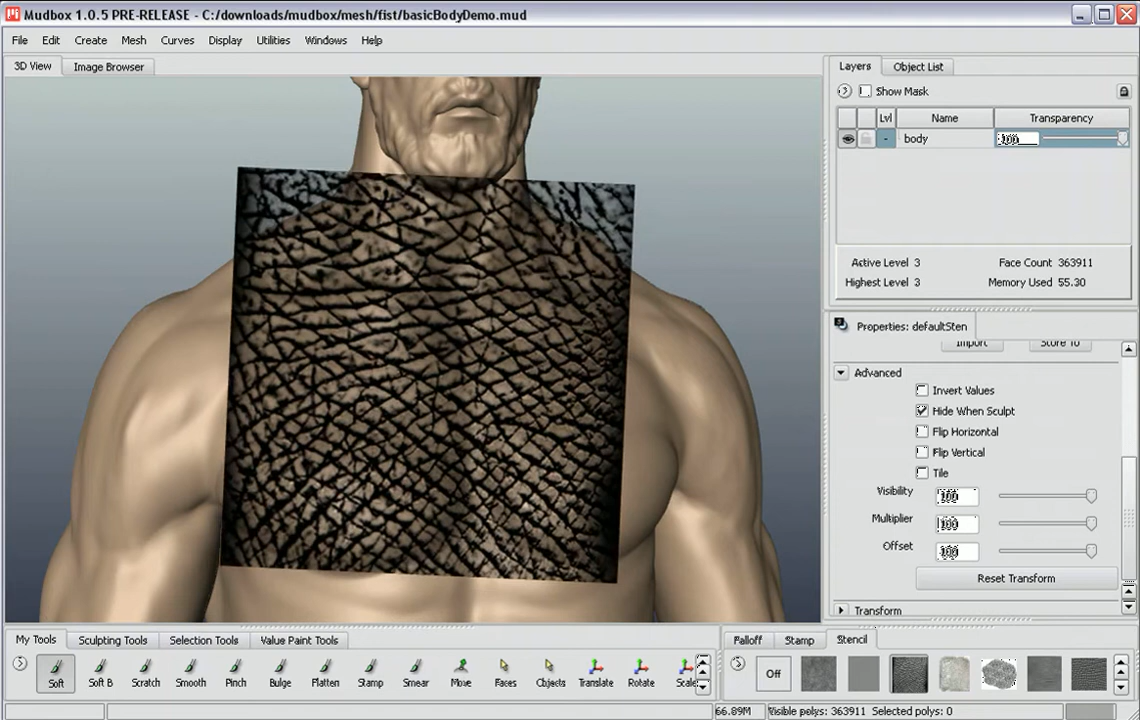 Mudbox 1.0.5 PRE-RELEASE - C:/downloads/mudbox/mesh/fist/basicBodyDemo.mud
File Edit Create Mesh Curves Display Utilities Windows Help
3D View Image Browser
Layers Object List
Show Mask
Lvl Name Transparency
- body 100
Active Level 3 Face Count 363911
Highest Level 3 Memory Used 55.30
Properties: defaultSten
Import Store To
Advanced
Invert Values
Hide When Sculpt
Flip Horizontal
Flip Vertical
Tile
Visibility 100
Multiplier 100
Offset 100
Reset Transform
Transform
My Tools Sculpting Tools Selection Tools Value Paint Tools
Falloff Stamp Stencil
Soft Soft B Scratch Smooth Pinch Bulge Flatten Stamp Smear Move Faces Objects Translate Rotate Scale
Off
66.89M Visible polys: 363911 Selected polys: 0